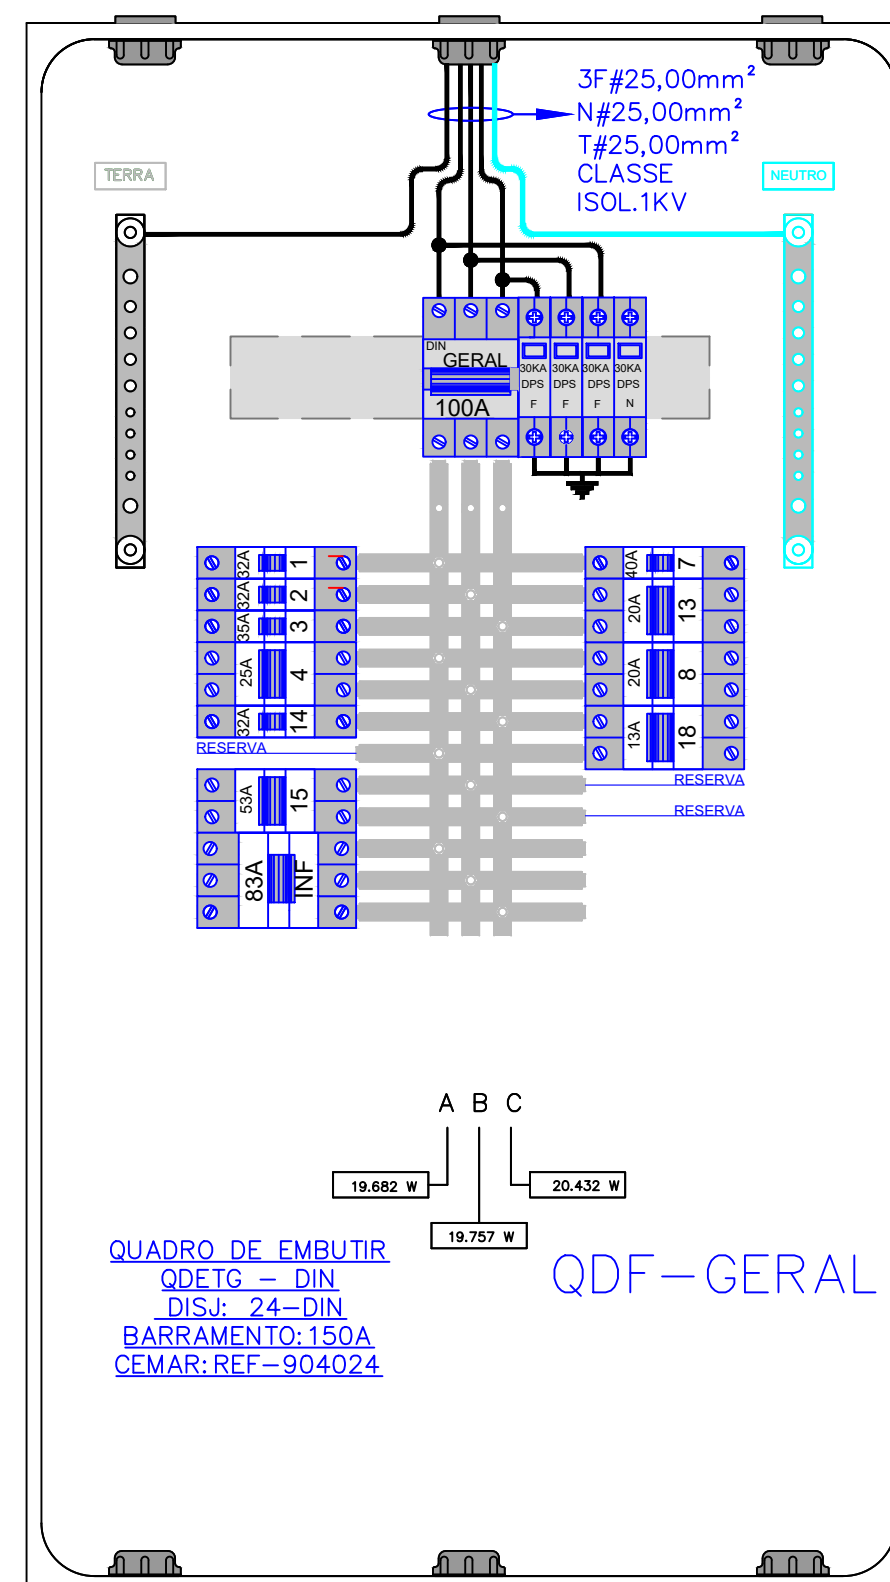 3F#25,00mm²
N#25,00mm²
T#25,00mm²
CLASSE
ISOL.1KV
TERRA
NEUTRO
DIN
GERAL
100A
30KA DPS F
30KA DPS F
30KA DPS F
30KA DPS N
32A 1
32A 2
35A 3
25A 4
32A 14
RESERVA
53A 15
83A INF
40A 7
20A 13
20A 8
13A 18
RESERVA
RESERVA
A B C
19.682 W
20.432 W
19.757 W
QUADRO DE EMBUTIR
QDETG - DIN
DISJ: 24-DIN
BARRAMENTO:150A
CEMAR:REF-904024
QDF-GERAL